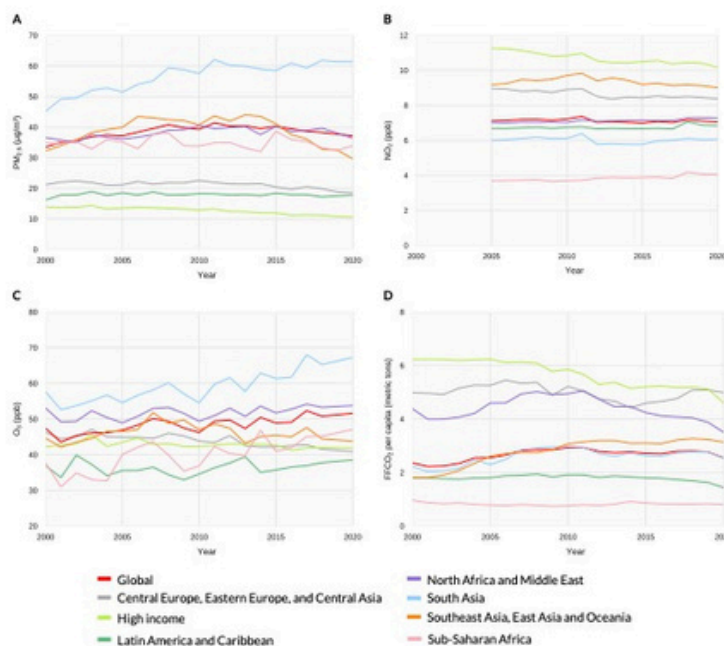 A
70
60
50
40
30
20
10
0
PM2.5 (μg/m³)
2000 2005 2010 2015 2020
Year
B
12
10
8
6
4
2
0
NO2 (ppb)
2000 2005 2010 2015 2020
Year
C
80
70
60
50
40
30
20
O3 (ppb)
2000 2005 2010 2015 2020
Year
D
8
6
4
2
0
FFCO2 per capita (metric tons)
2000 2005 2010 2015 2020
Year
Global
Central Europe, Eastern Europe, and Central Asia
High income
Latin America and Caribbean
North Africa and Middle East
South Asia
Southeast Asia, East Asia and Oceania
Sub-Saharan Africa